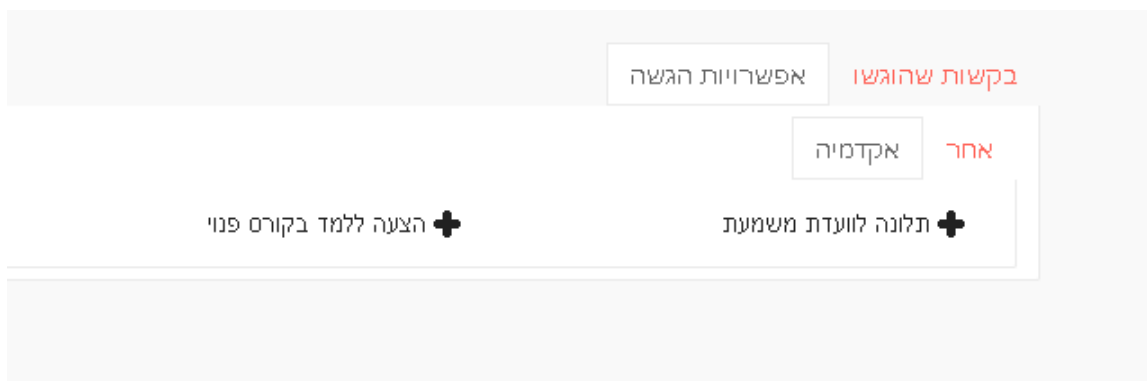 בקשות שהוגשו אפשרויות הגשה
אחר אקדמיה
תלונה לוועדת משמעת הצעה ללמד בקורס פנוי